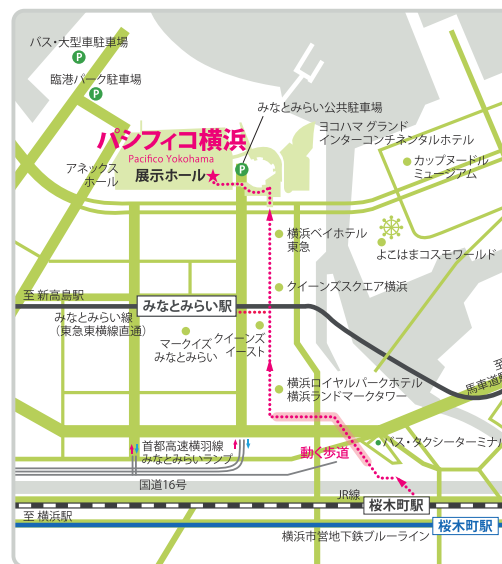 バス・大型車駐車場
P
臨港パーク駐車場
P
みなとみらい公共駐車場
パシフィコ横浜
Pacifico Yokohama
展示ホール
P
アネックス
ホール
ヨコハマ グランド
インターコンチネンタルホテル
カップヌードル
ミュージアム
横浜ベイホテル
東急
よこはまコスモワールド
クイーンズスクエア横浜
至 新高島駅
みなとみらい駅
みなとみらい線
（東急東横線直通）
マークイズ
みなとみらい
クイーンズ
イースト
至
馬車道駅
横浜ロイヤルパークホテル
横浜ランドマークタワー
首都高速横羽線
みなとみらいランプ
動く歩道
バス・タクシーターミナル
国道16号
JR線
桜木町駅
至 横浜駅
横浜市営地下鉄ブルーライン
桜木町駅